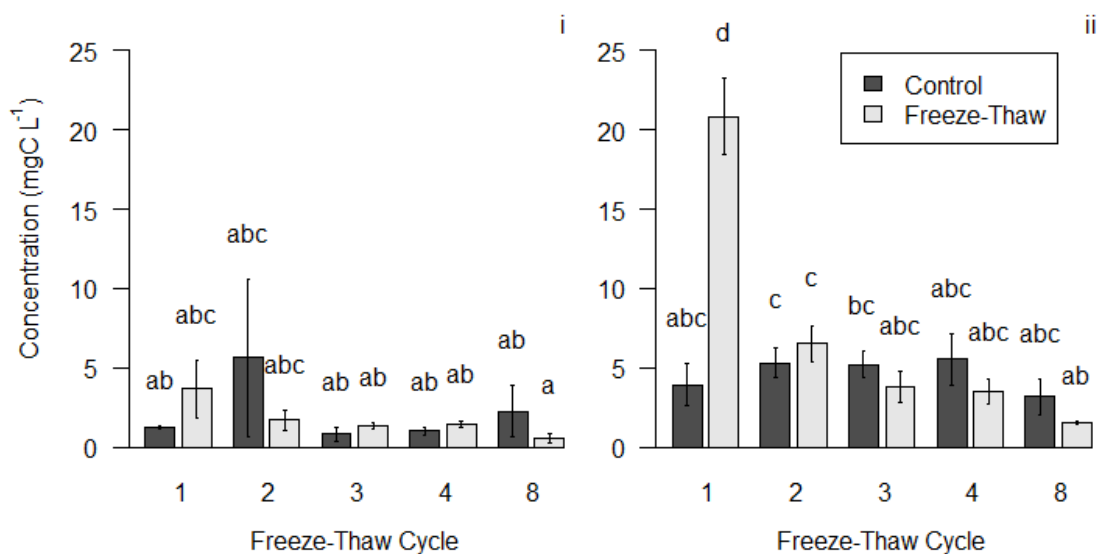 i
Concentration (mgC L⁻¹)
25
20
15
10
5
0
ab
abc
abc
abc
ab
ab
ab
ab
ab
a
1 2 3 4 8
Freeze-Thaw Cycle
ii
Control
Freeze-Thaw
25
20
15
10
5
0
abc
d
c
c
bc
abc
abc
abc
abc
ab
1 2 3 4 8
Freeze-Thaw Cycle